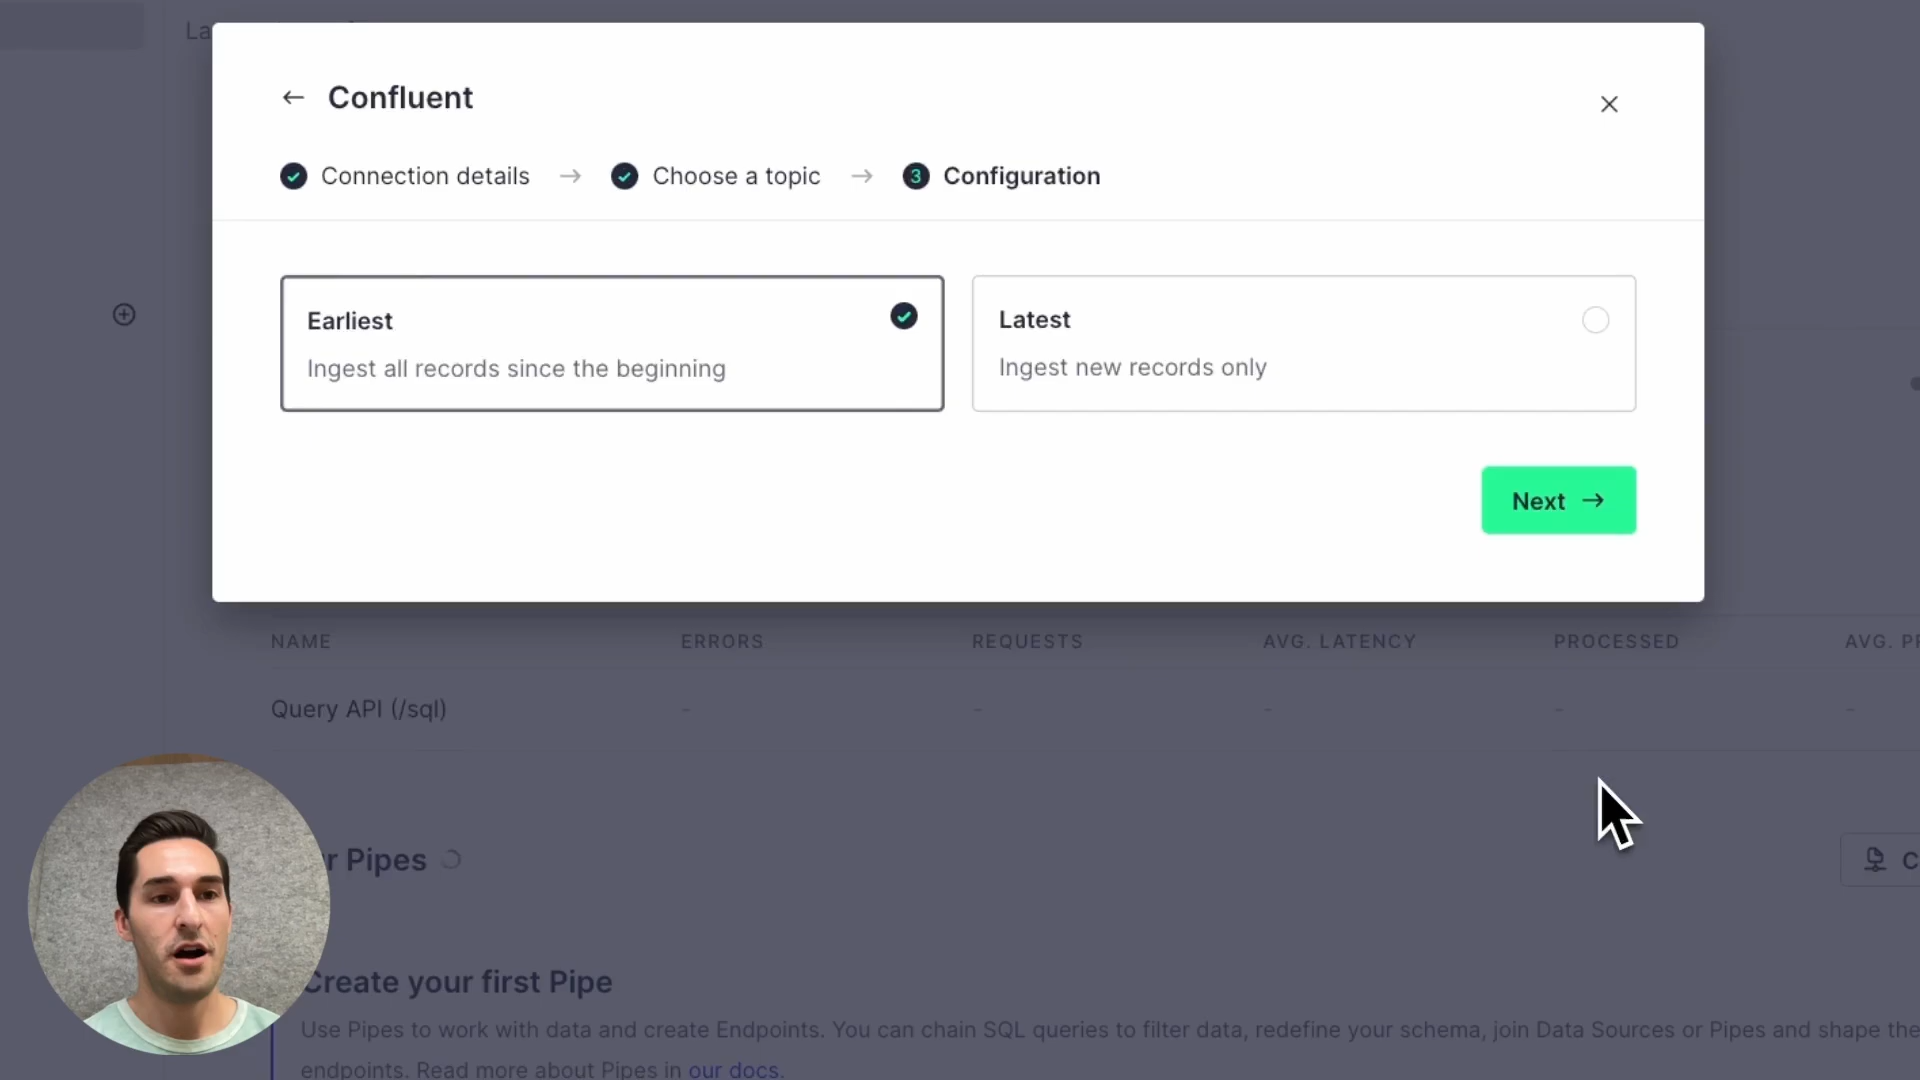 La
← Confluent
Connection details → Choose a topic → 3 Configuration
Earliest
Ingest all records since the beginning
Latest
Ingest new records only
Next →
NAME ERRORS REQUESTS AVG. LATENCY PROCESSED AVG. PR
Query API (/sql) - - - - -
r Pipes
C
Create your first Pipe
Use Pipes to work with data and create Endpoints. You can chain SQL queries to filter data, redefine your schema, join Data Sources or Pipes and shape the
endpoints. Read more about Pipes in our docs.